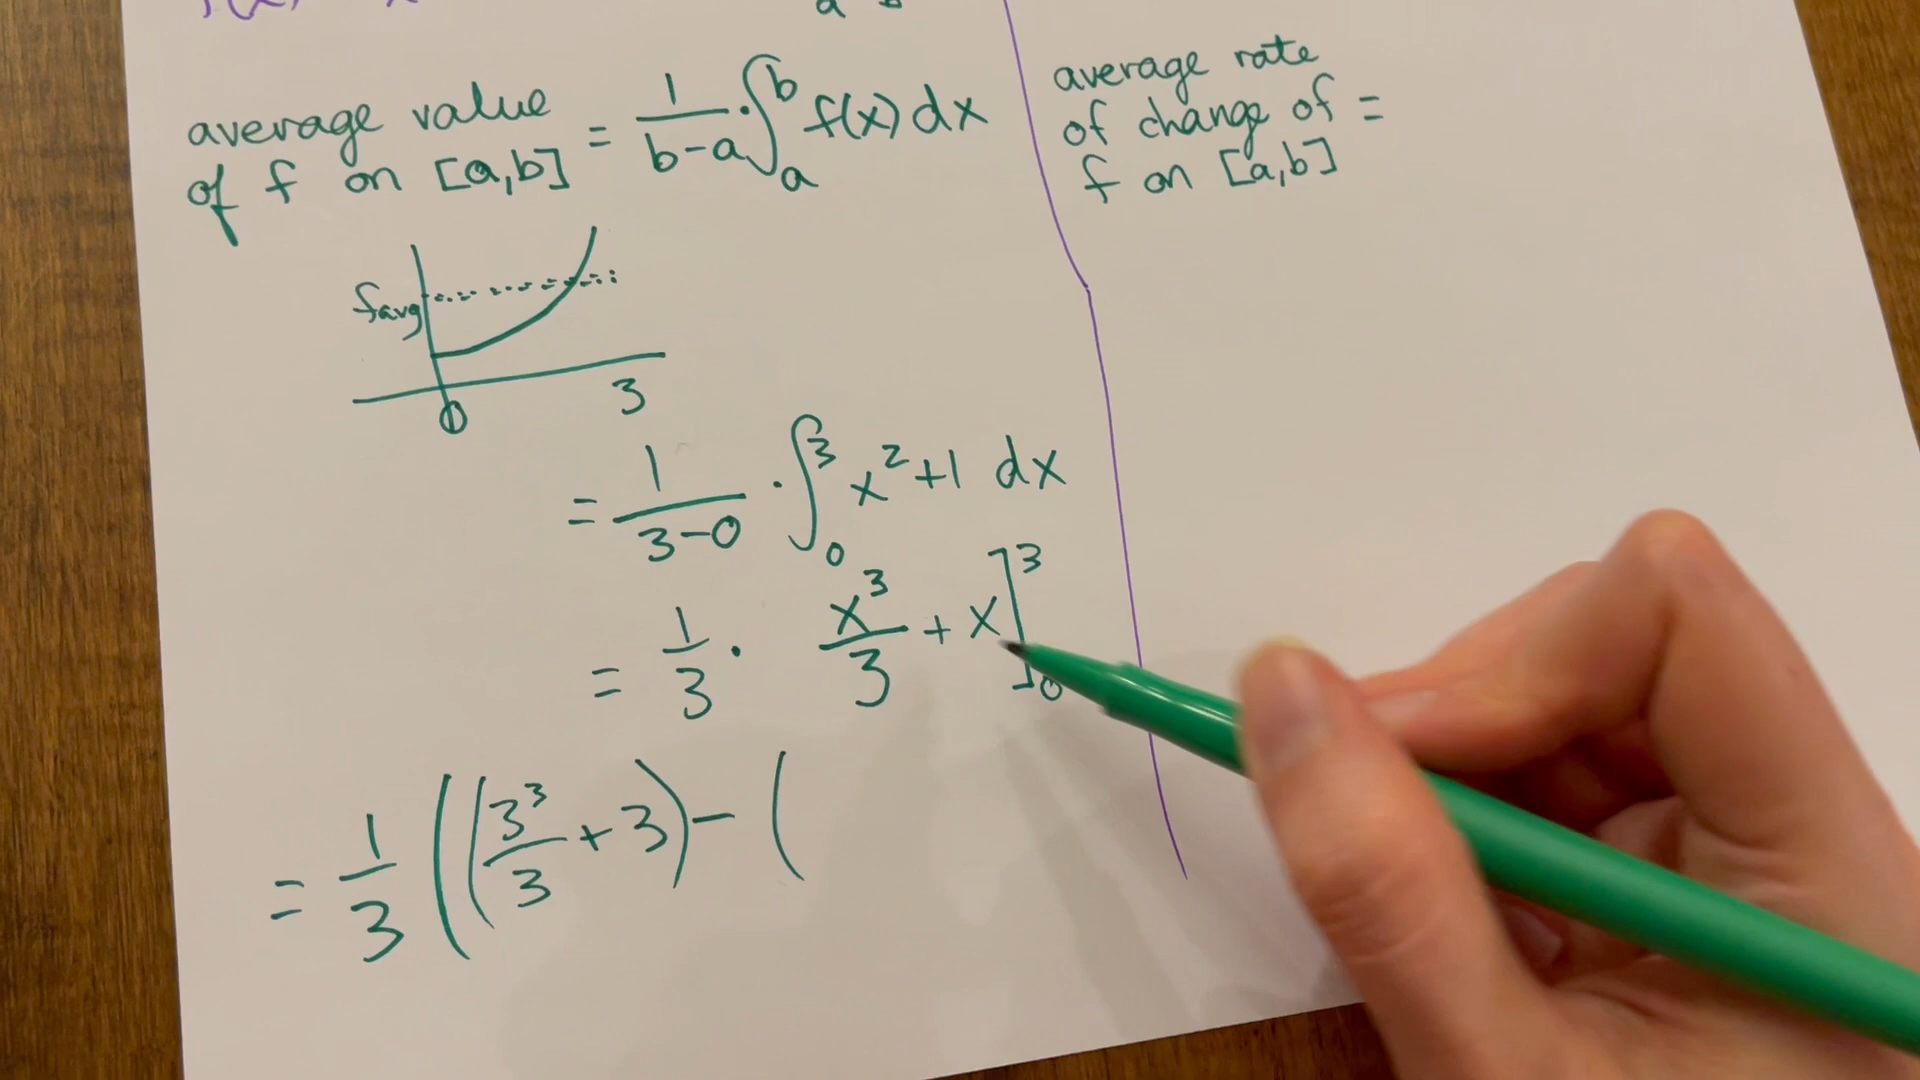 average value
of f on [a,b] = 1/(b-a) · ∫_a^b f(x) dx
f avg
0 3
= 1/(3-0) · ∫_0^3 x² + 1 dx
= 1/3 · x³/3 + x ]_0^3
= 1/3 ( ( 3³/3 + 3 ) - (
average rate
of change of =
f on [a,b]